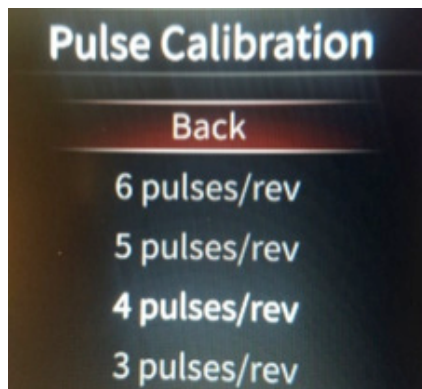 Pulse Calibration
Back
6 pulses/rev
5 pulses/rev
4 pulses/rev
3 pulses/rev